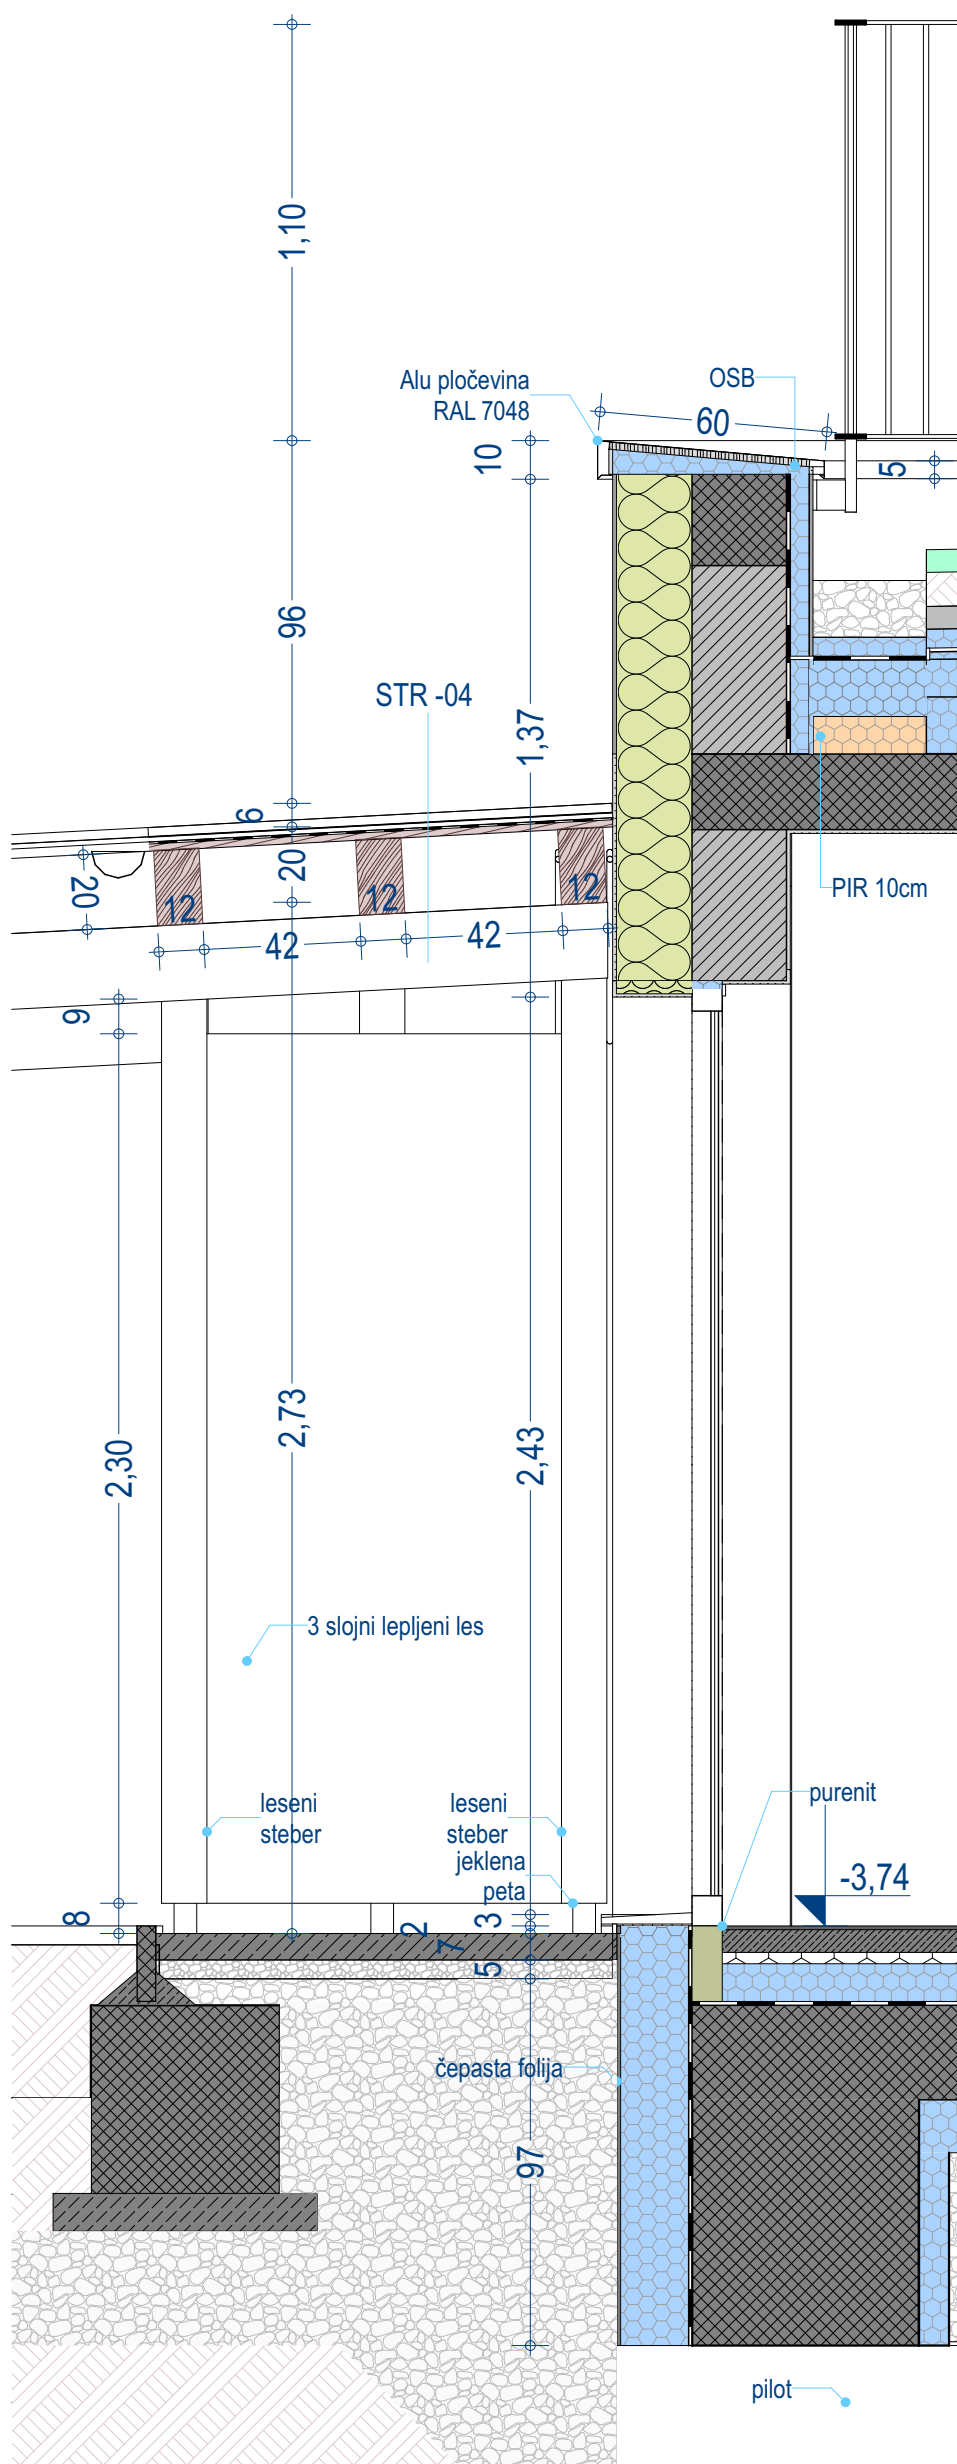 1,10
Alu pločevina
RAL 7048
OSB
60
10
5
96
STR -04
1,37
6
20
20
12
12
12
42
42
PIR 10cm
9
2,73
2,43
2,30
3 slojni lepljeni les
leseni
steber
leseni
steber
jeklena
peta
purenit
-3,74
8
2
3
7
5
čepasta folija
97
pilot